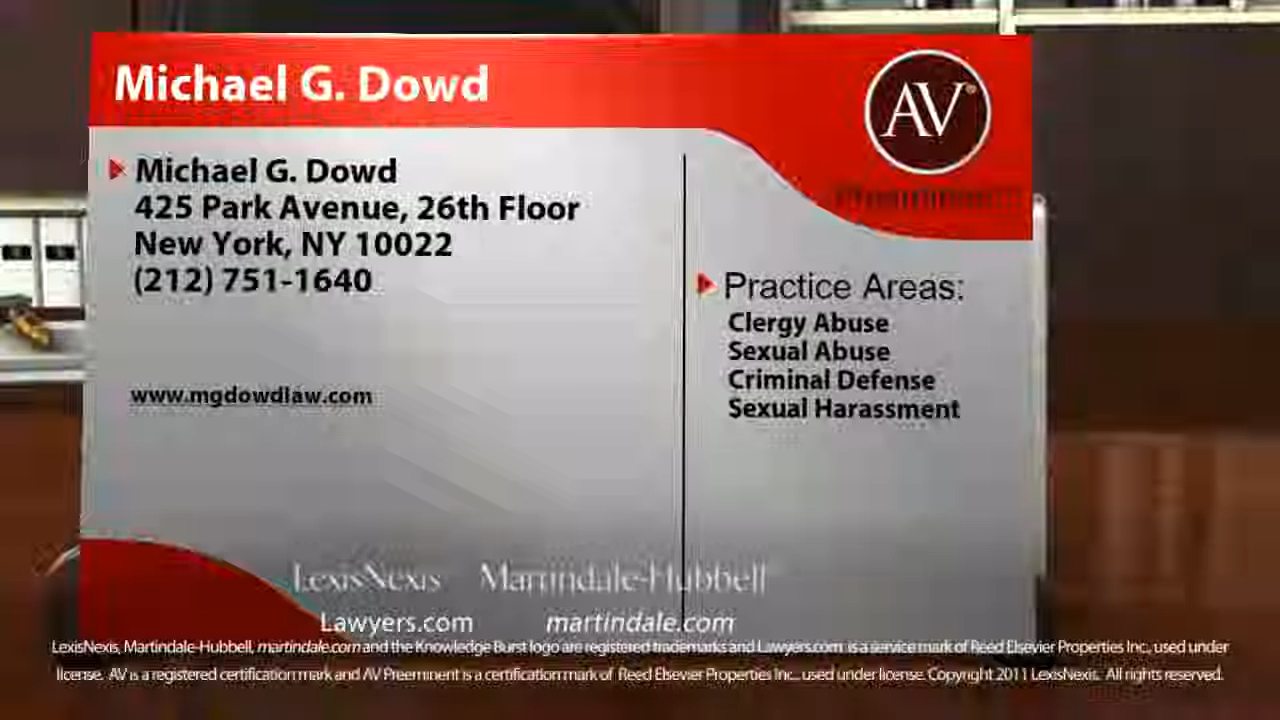 Michael G. Dowd
AV®
Michael G. Dowd
425 Park Avenue, 26th Floor
New York, NY 10022
(212) 751-1640
www.mgdowdlaw.com
Practice Areas:
Clergy Abuse
Sexual Abuse
Criminal Defense
Sexual Harassment
LexisNexis Martindale-Hubbell
Lawyers.com martindale.com
LexisNexis, Martindale-Hubbell, martindale.com and the Knowledge Burst logo are registered trademarks and Lawyers.com is a service mark of Reed Elsevier Properties Inc., used under
license. AV is a registered certification mark and AV Preeminent is a certification mark of Reed Elsevier Properties Inc., used under license. Copyright 2011 LexisNexis. All rights reserved.